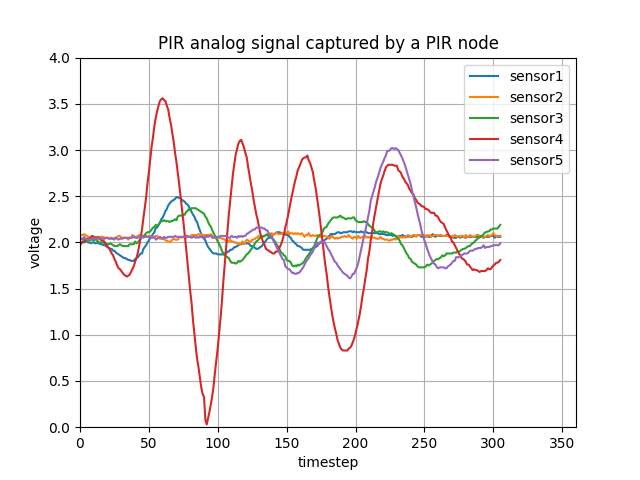 PIR analog signal captured by a PIR node
4.0
3.5
3.0
2.5
2.0
1.5
1.0
0.5
0.0
voltage
sensor1
sensor2
sensor3
sensor4
sensor5
0 50 100 150 200 250 300 350
timestep